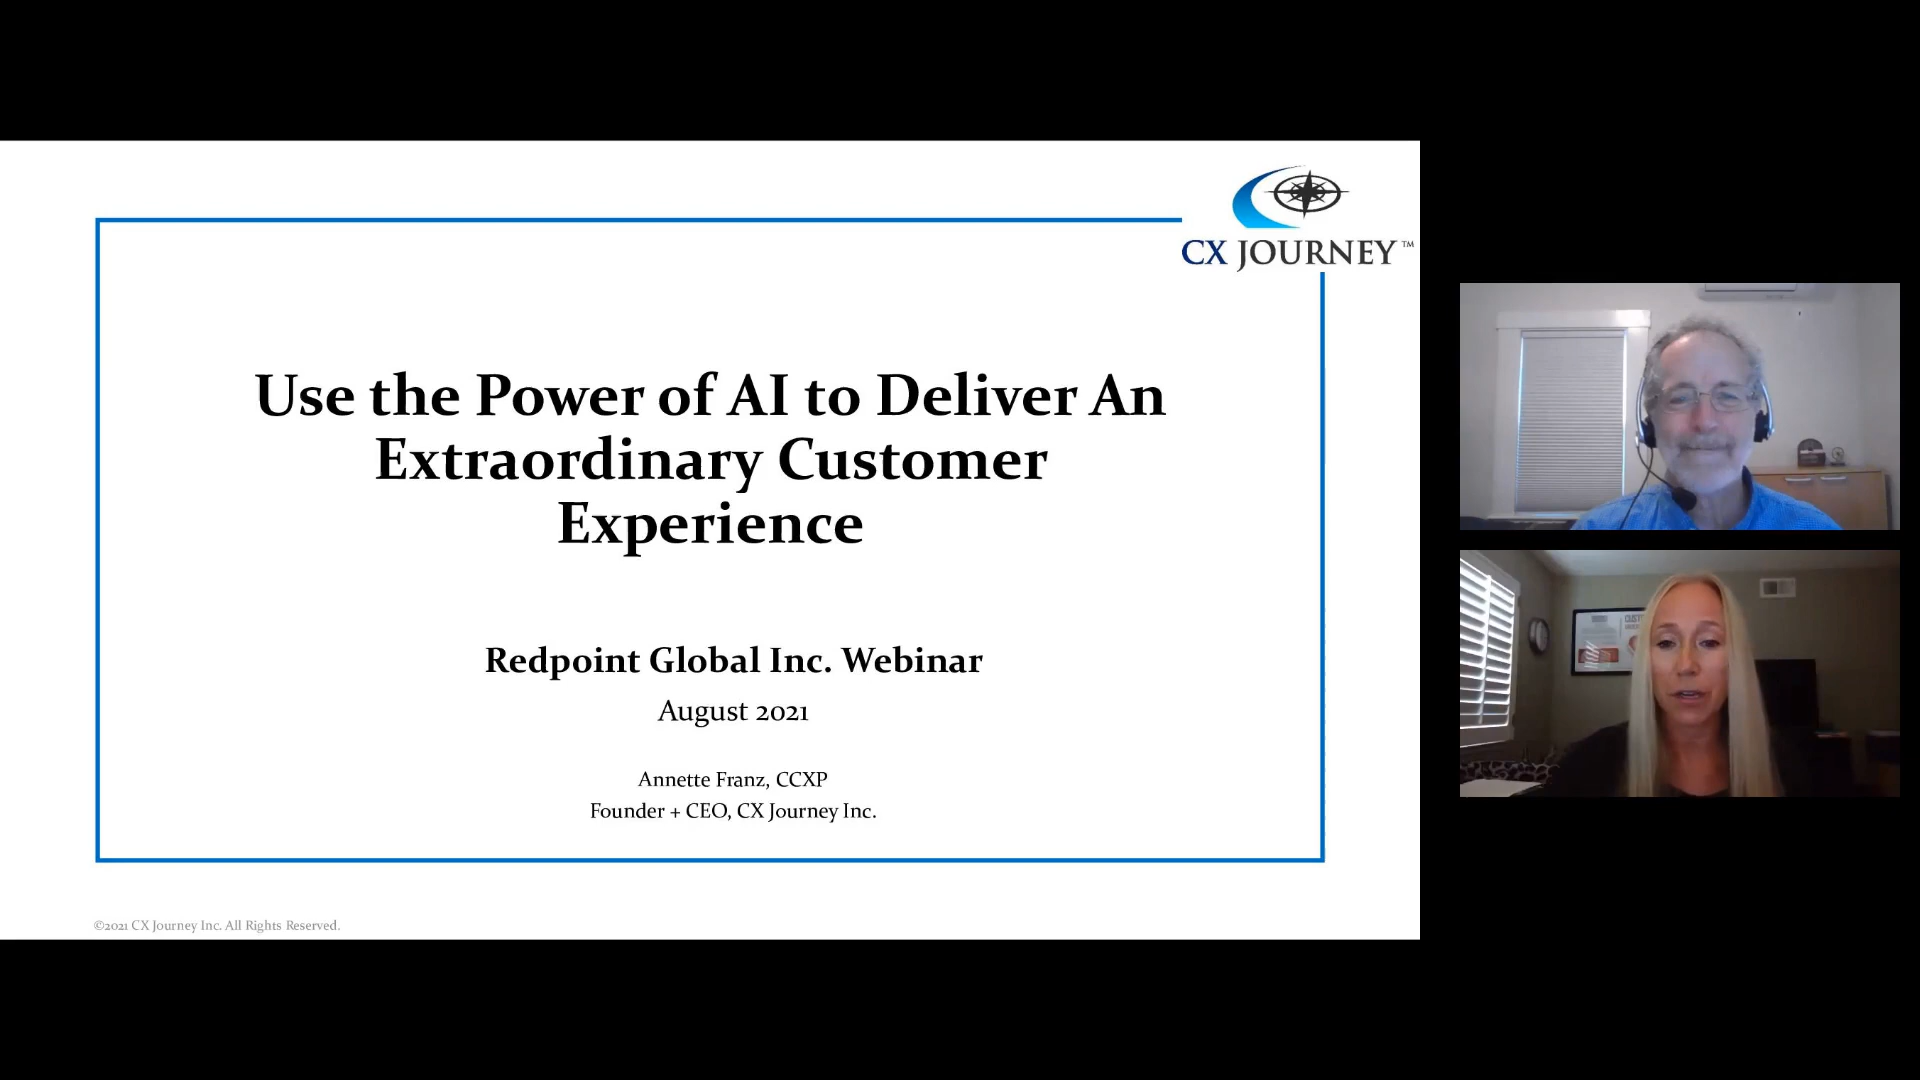 CX JOURNEY™
Use the Power of AI to Deliver An
Extraordinary Customer
Experience
Redpoint Global Inc. Webinar
August 2021
Annette Franz, CCXP
Founder + CEO, CX Journey Inc.
©2021 CX Journey Inc. All Rights Reserved.